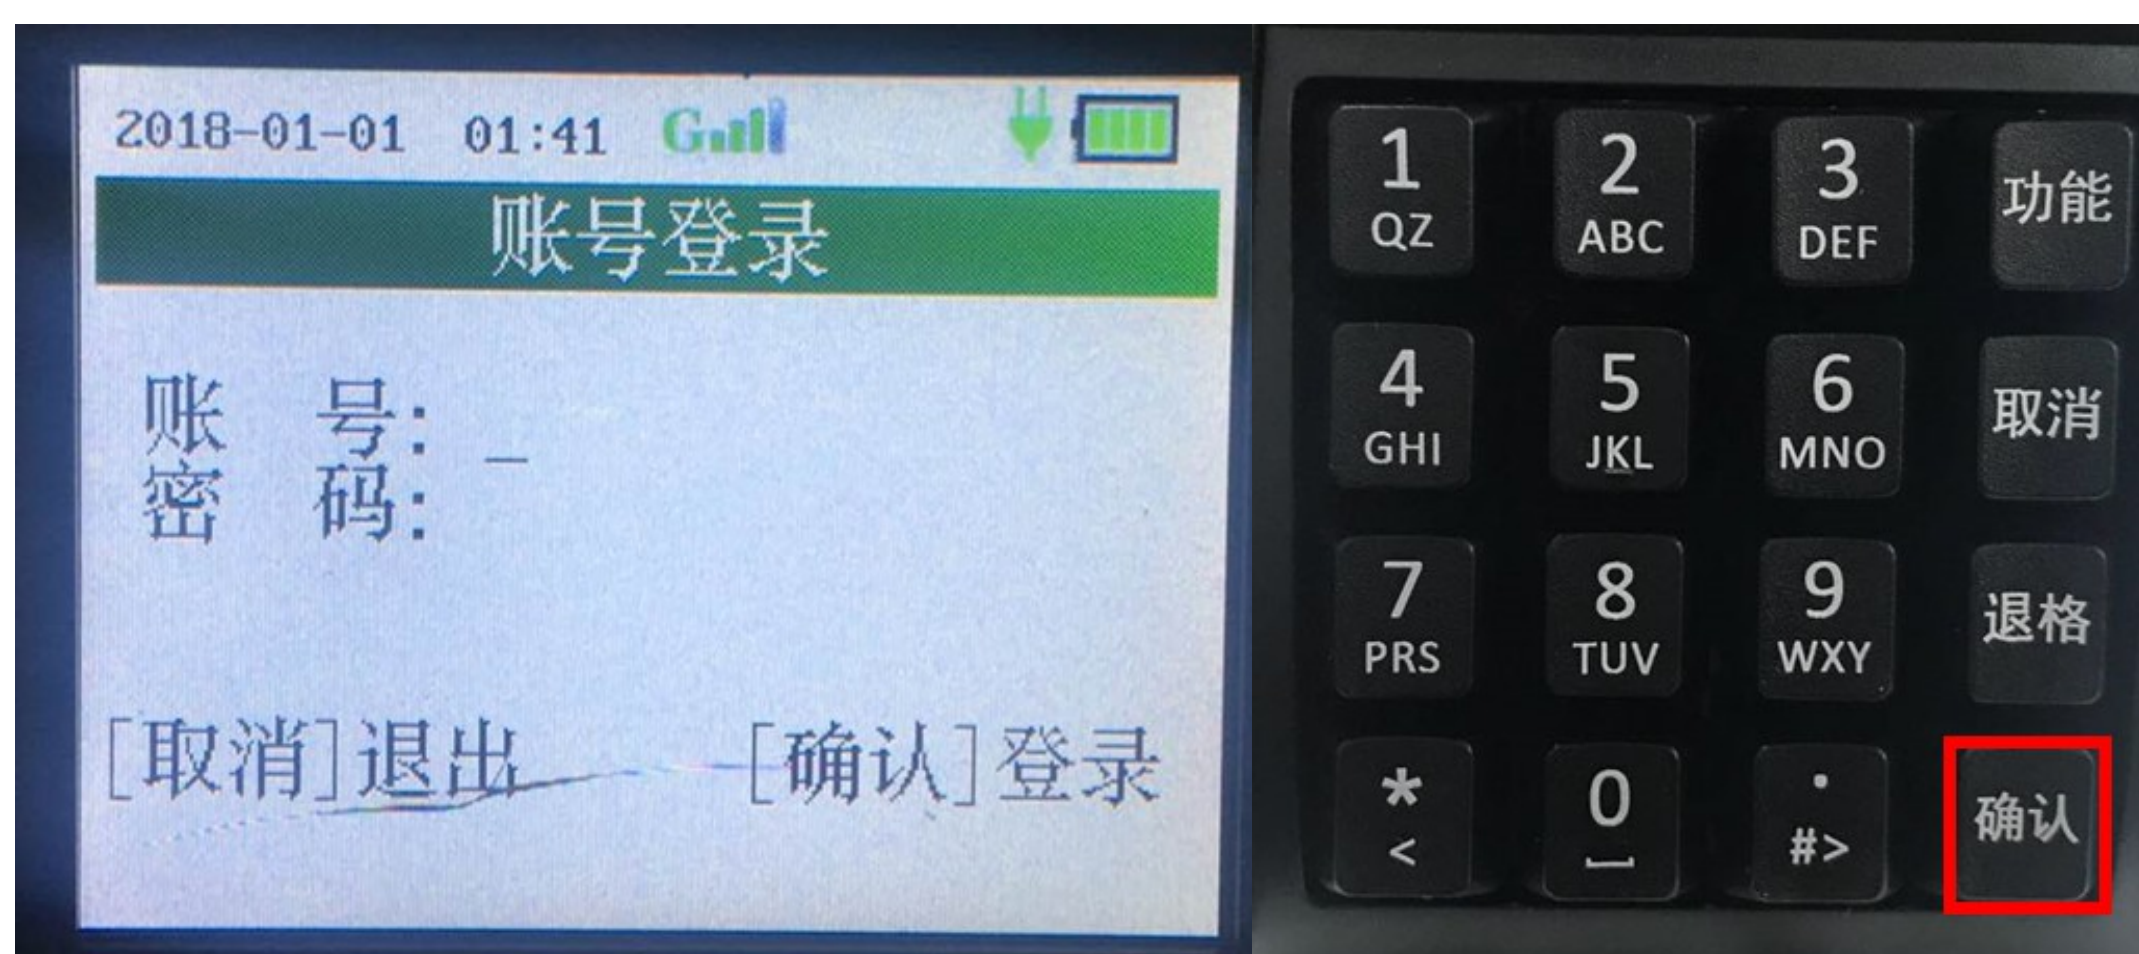 2018-01-01 01:41 G
账号登录
账 号: _
密 码:
[取消]退出 [确认]登录
1 2 3 功能
QZ ABC DEF
4 5 6 取消
GHI JKL MNO
7 8 9 退格
PRS TUV WXY
* 0 · 确认
< #>